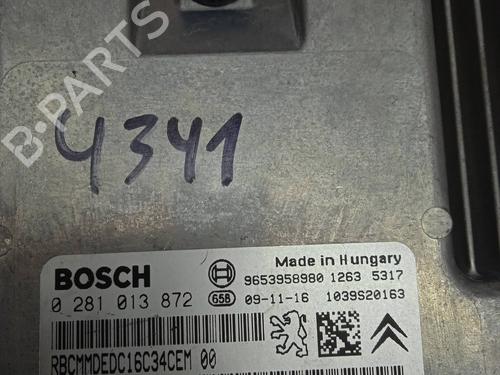 B-PARTS
4341
BOSCH
Made in Hungary
9653958980 1263 5317
0 281 013 872 G5B 09-11-16 1039S20163
RBCMMDEDC16C34CEM 00